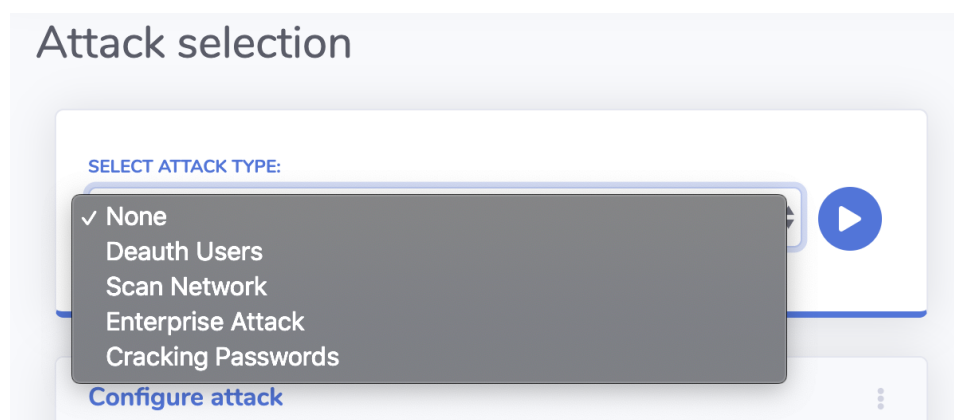 Attack selection
SELECT ATTACK TYPE:
None
Deauth Users
Scan Network
Enterprise Attack
Cracking Passwords
Configure attack